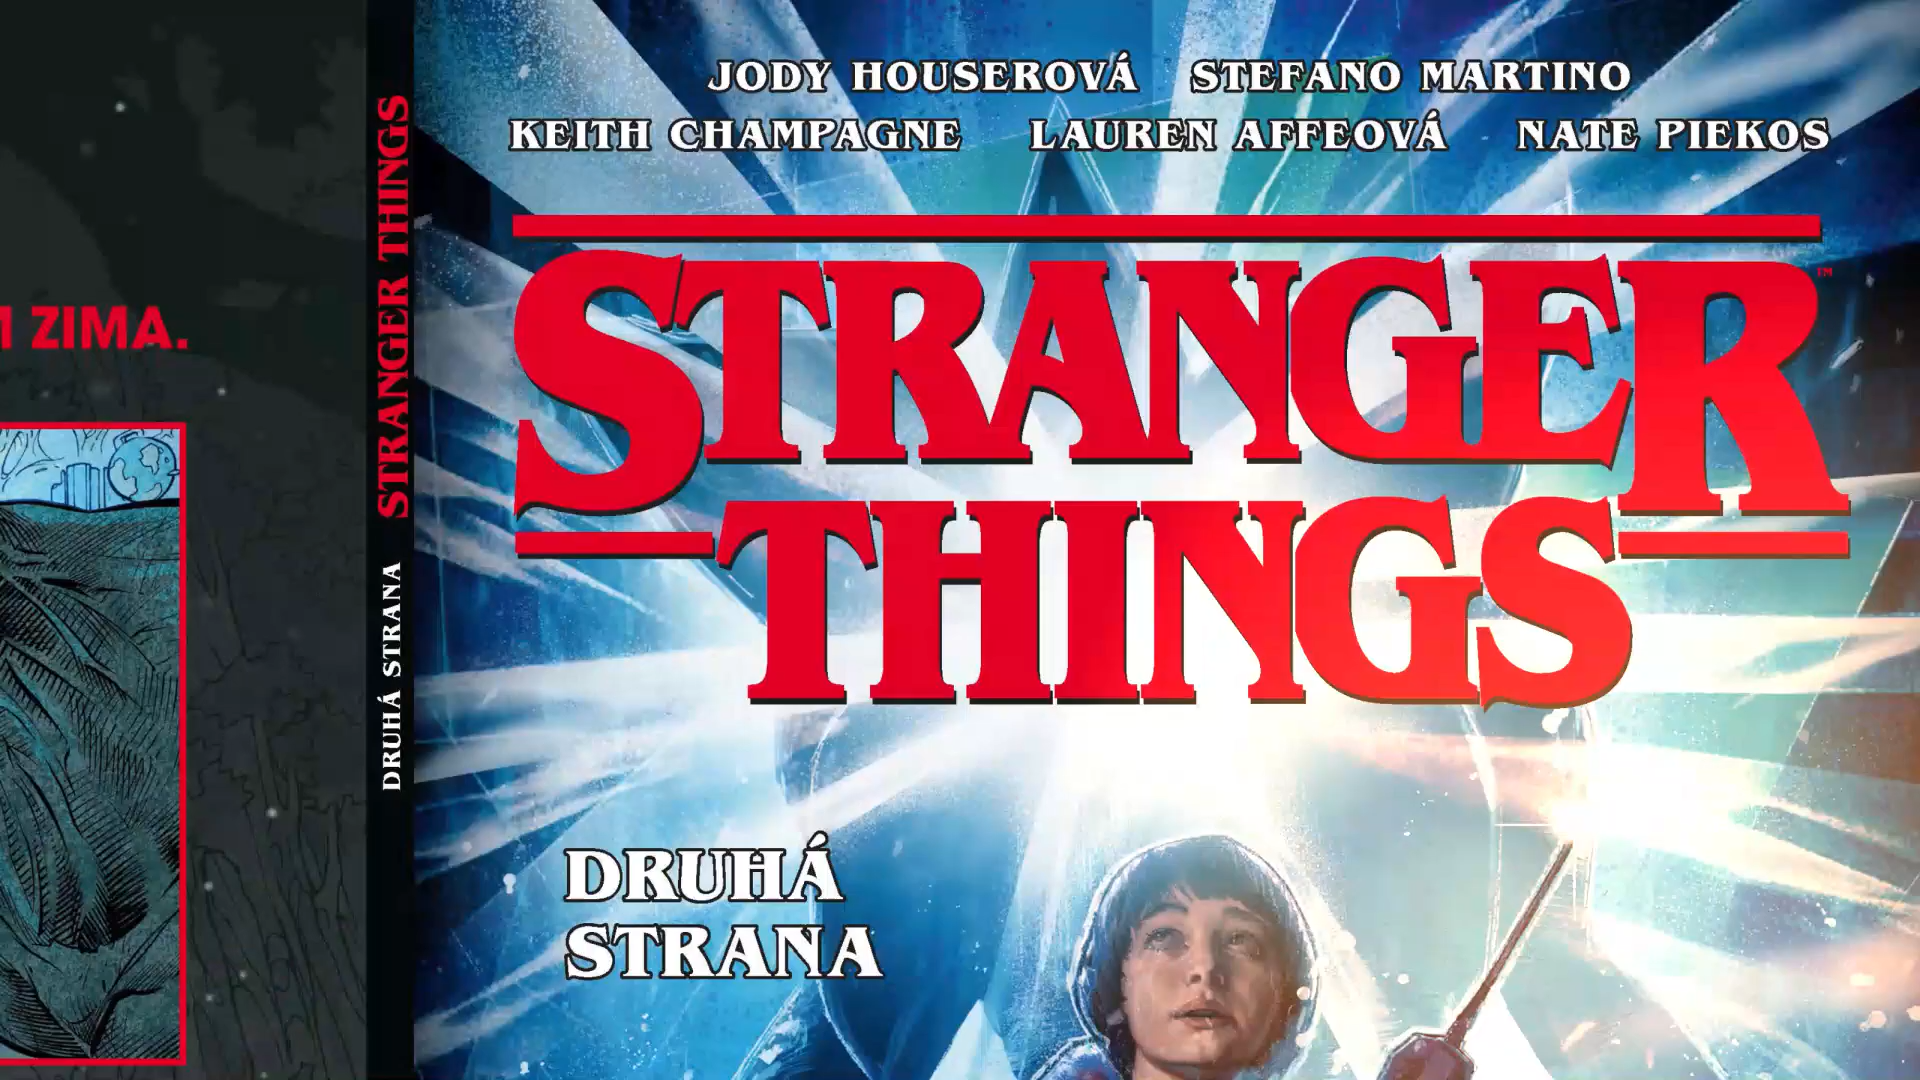 JODY HOUSEROVÁ STEFANO MARTINO
KEITH CHAMPAGNE LAUREN AFFEOVÁ NATE PIEKOS
STRANGER
THINGS
™
DRUHÁ
STRANA
DRUHÁ STRANA STRANGER THINGS
ZIMA.